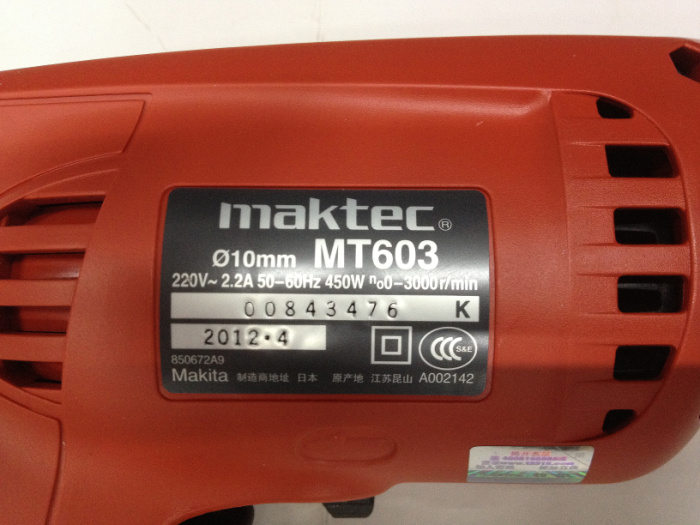 maktec®
Ø10mm MT603
220V~ 2.2A 50-60Hz 450W n₀0-3000r/min
00843476 K
2012·4
S&E
850672A9
Makita 制造商地址 日本 原产地 江苏昆山 A002142